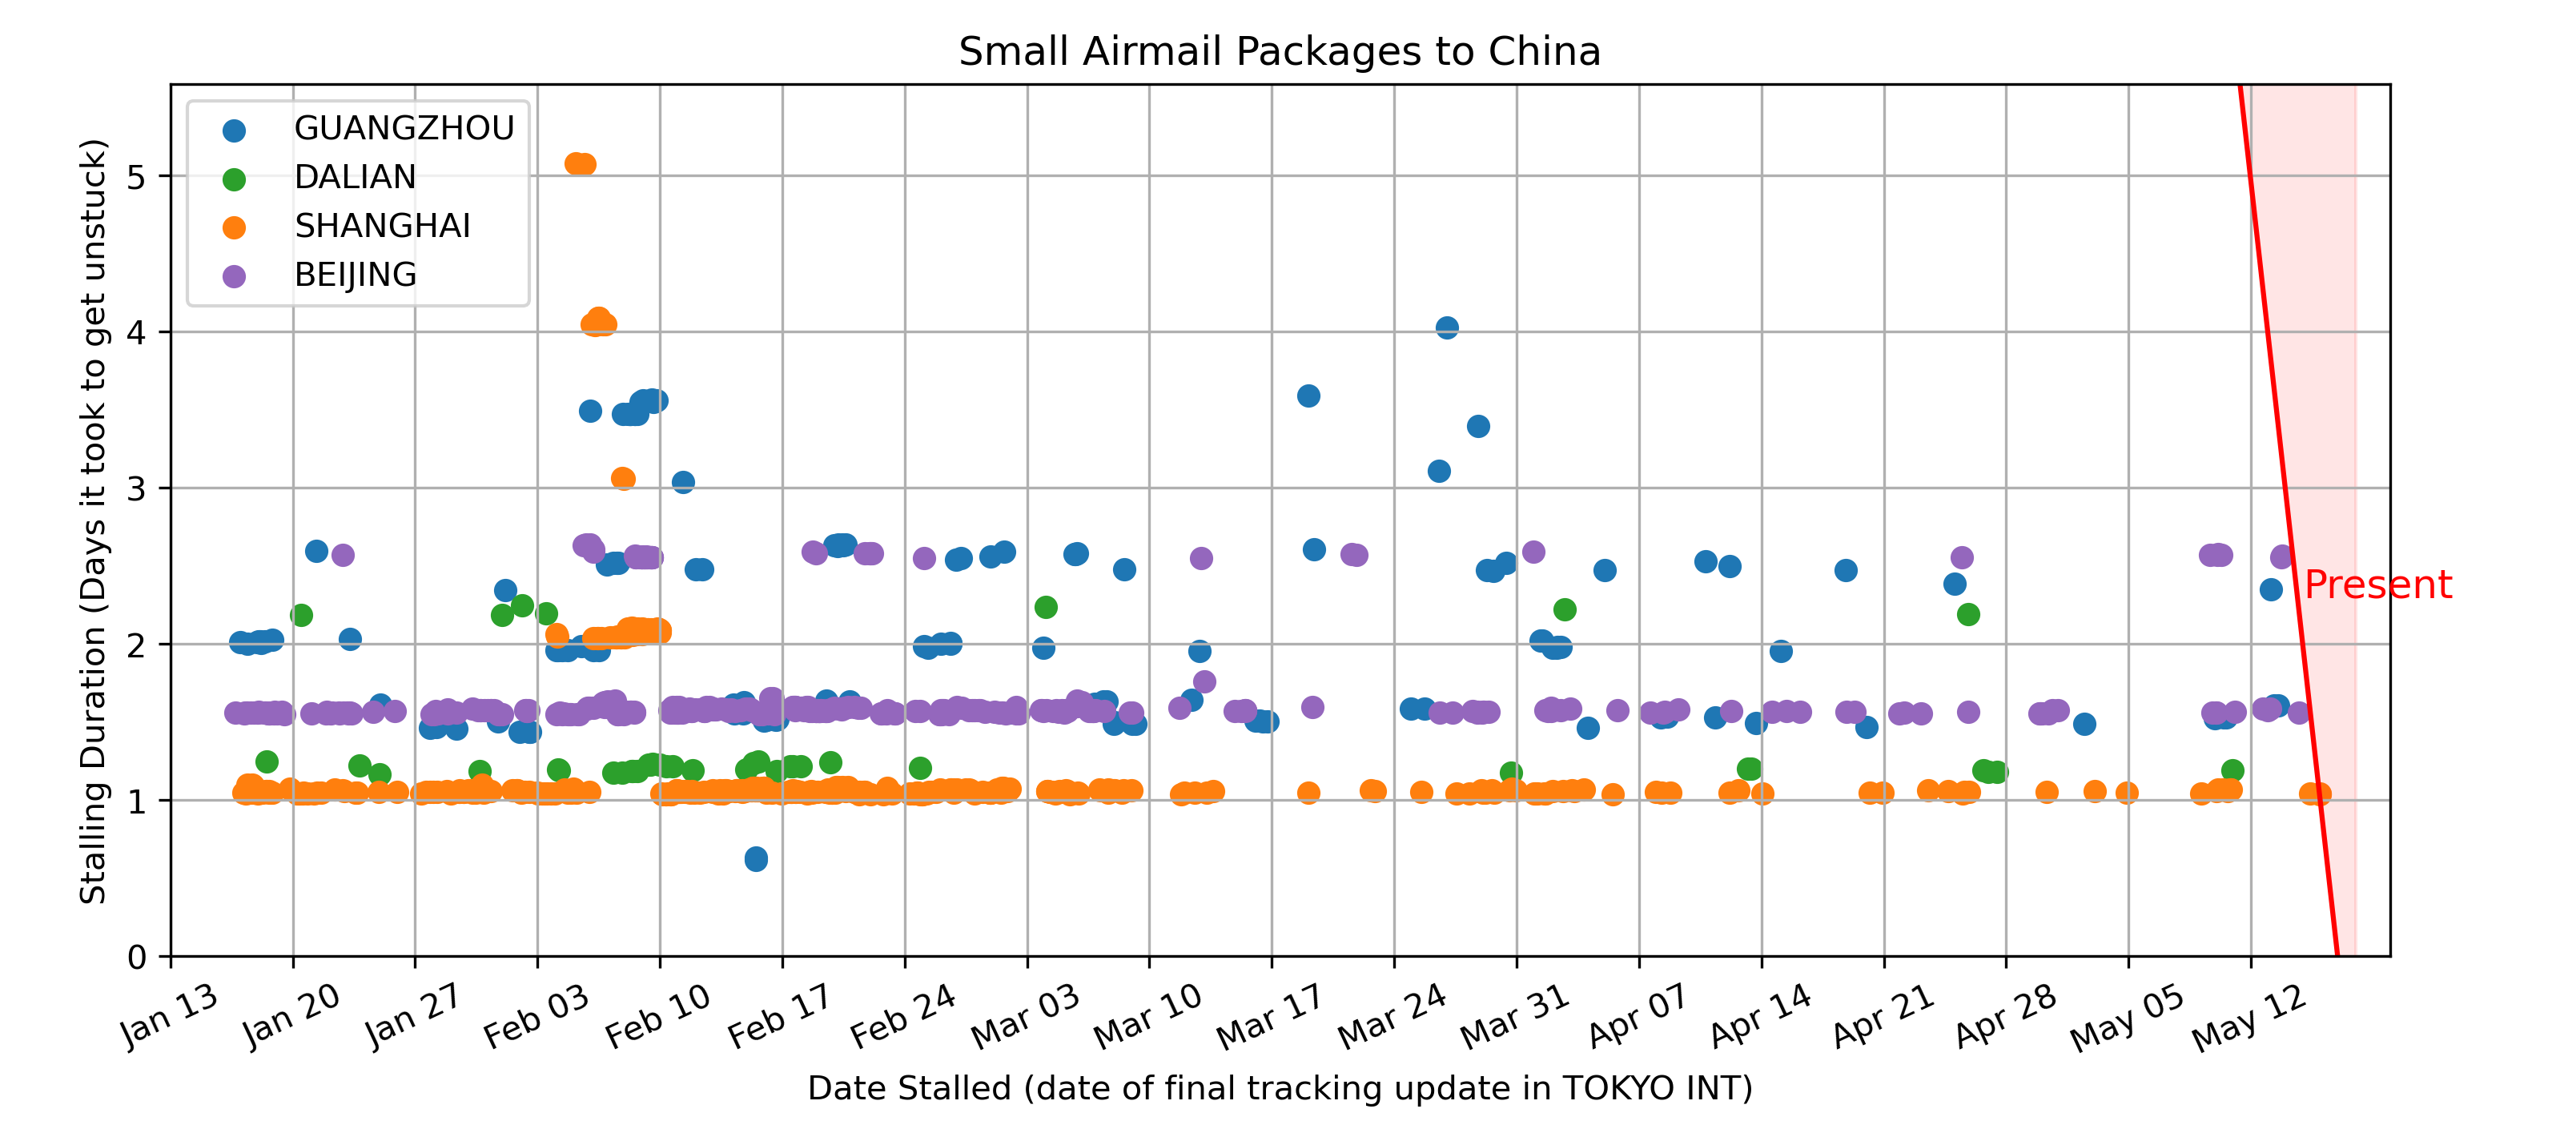 Small Airmail Packages to China
Stalling Duration (Days it took to get unstuck)
GUANGZHOU
DALIAN
SHANGHAI
BEIJING
5
4
3
2
1
0
Present
Jan 13
Jan 20
Jan 27
Feb 03
Feb 10
Feb 17
Feb 24
Mar 03
Mar 10
Mar 17
Mar 24
Mar 31
Apr 07
Apr 14
Apr 21
Apr 28
May 05
May 12
Date Stalled (date of final tracking update in TOKYO INT)